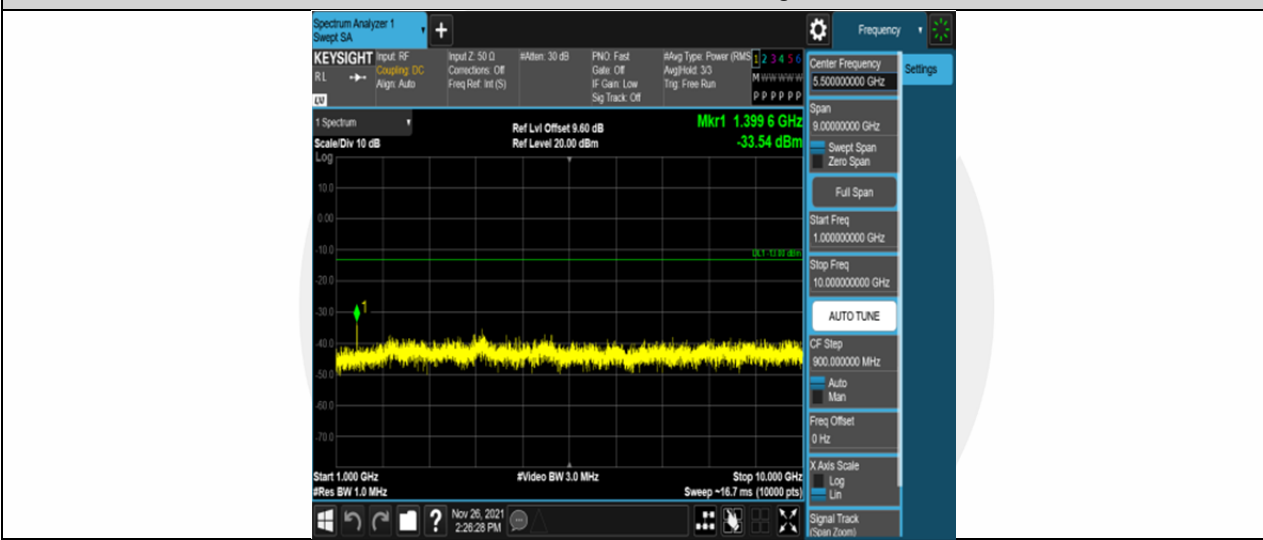 Spectrum Analyzer 1
Swept SA
+
Frequency
KEYSIGHT
RL
LXI
Input: RF
Coupling: DC
Align: Auto
Input Z: 50 Ω
Corrections: Off
Freq Ref: Int (S)
#Atten: 30 dB
PNO: Fast
Gate: Off
IF Gain: Low
Sig Track: Off
#Avg Type: Power (RMS
Avg|Hold: 3/3
Trig: Free Run
1 2 3 4 5 6
M W W W W W
P P P P P P
1 Spectrum
Scale/Div 10 dB
Log
Ref Lvl Offset 9.60 dB
Ref Level 20.00 dBm
Mkr1 1.399 6 GHz
-33.54 dBm
10.0
0.00
-10.0
DL1 -13.00 dBm
-20.0
-30.0
1
-40.0
-50.0
-60.0
-70.0
Start 1.000 GHz
#Res BW 1.0 MHz
#Video BW 3.0 MHz
Stop 10.000 GHz
Sweep ~16.7 ms (10000 pts)
?
Nov 26, 2021
2:26:28 PM
Center Frequency
5.500000000 GHz
Settings
Span
9.00000000 GHz
Swept Span
Zero Span
Full Span
Start Freq
1.000000000 GHz
Stop Freq
10.000000000 GHz
AUTO TUNE
CF Step
900.000000 MHz
Auto
Man
Freq Offset
0 Hz
X Axis Scale
Log
Lin
Signal Track
(Span Zoom)